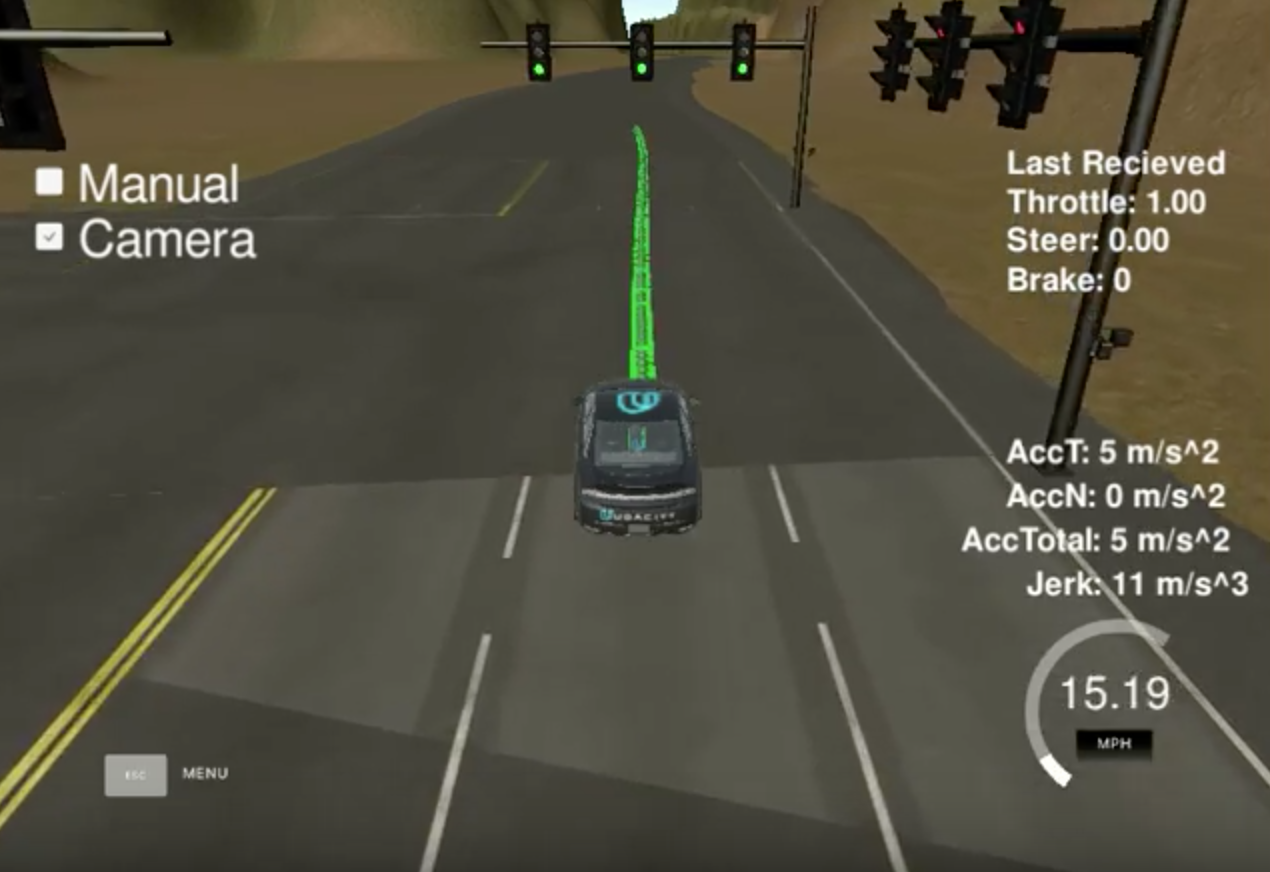 Manual
Camera
Last Recieved
Throttle: 1.00
Steer: 0.00
Brake: 0
AccT: 5 m/s^2
AccN: 0 m/s^2
AccTotal: 5 m/s^2
Jerk: 11 m/s^3
15.19
MPH
UDACITY
ESC MENU